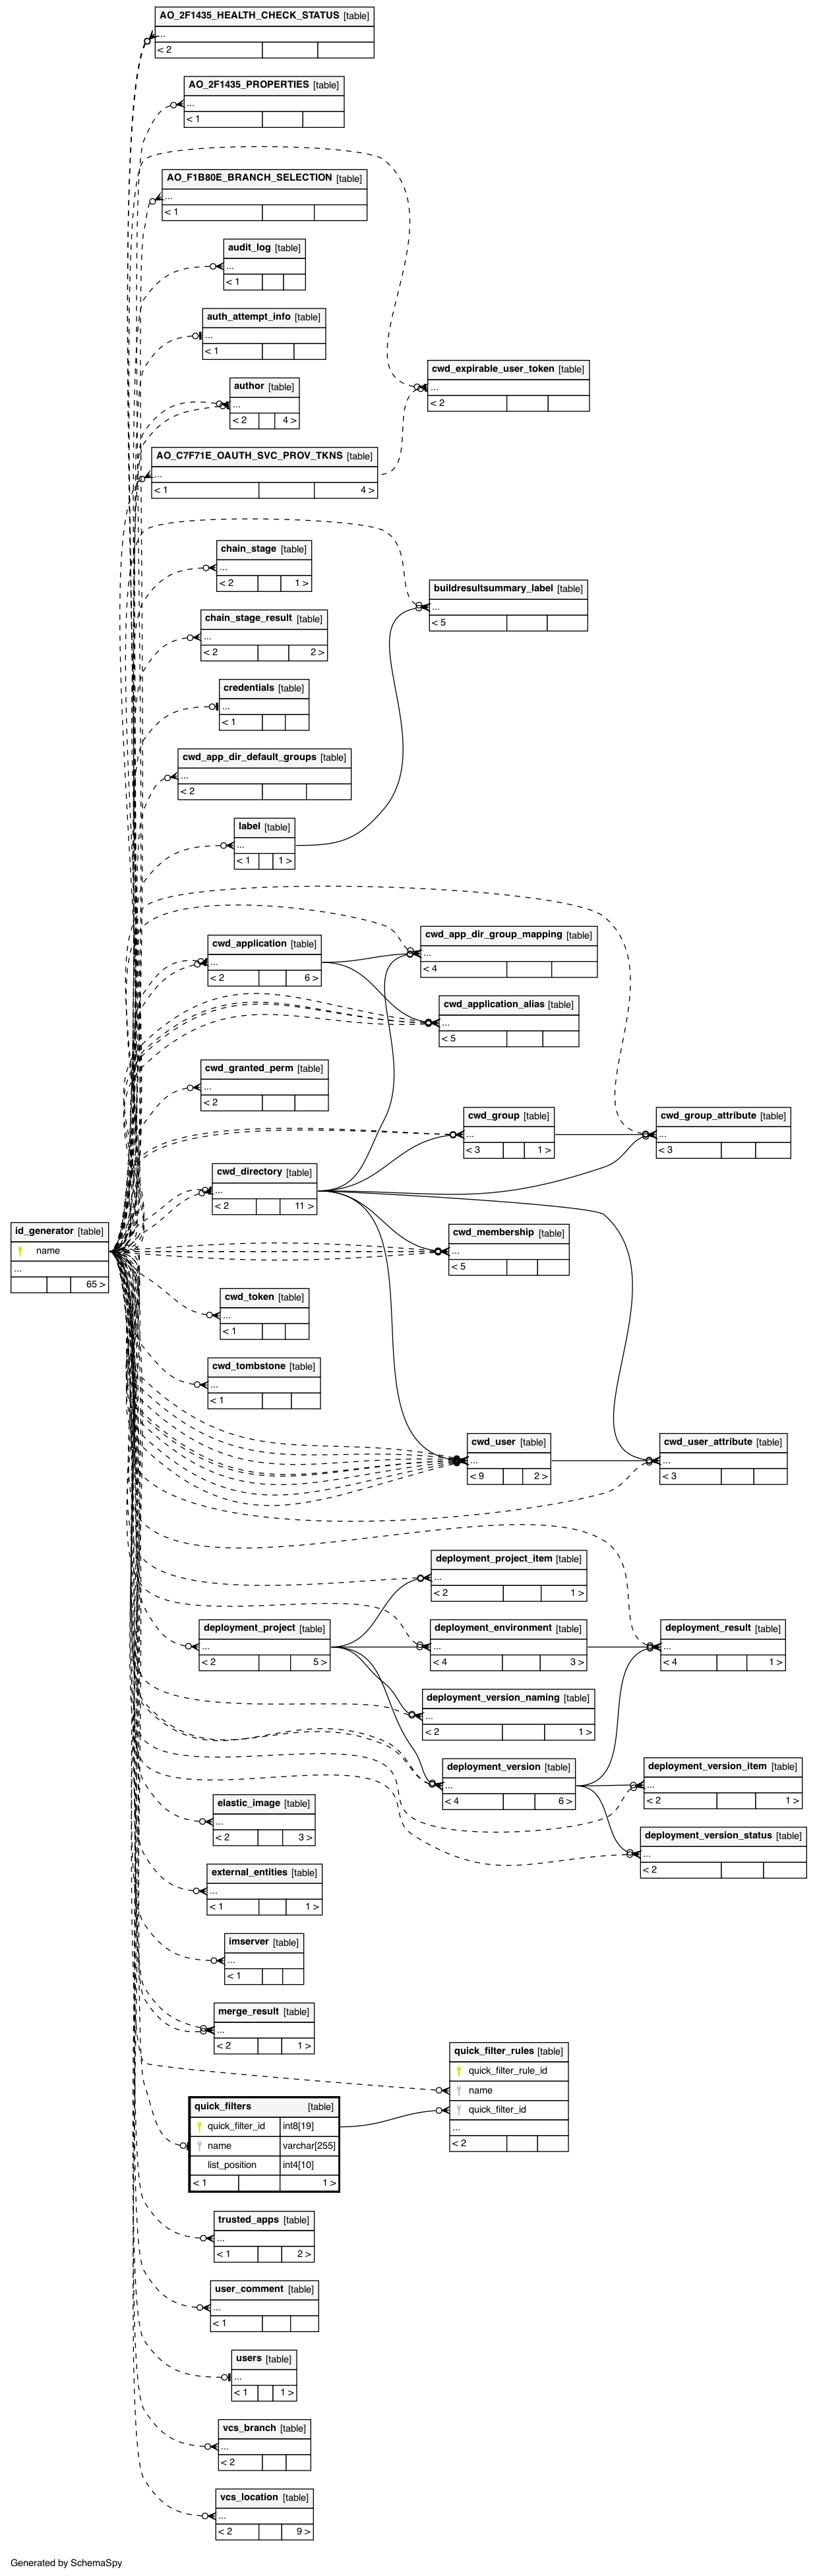 AO_2F1435_HEALTH_CHECK_STATUS [table]
...
< 2
AO_2F1435_PROPERTIES [table]
...
< 1
AO_F1B80E_BRANCH_SELECTION [table]
...
< 1
audit_log [table]
...
< 1
auth_attempt_info [table]
...
< 1
cwd_expirable_user_token [table]
...
< 2
author [table]
...
< 2 4 >
AO_C7F71E_OAUTH_SVC_PROV_TKNS [table]
...
< 1 4 >
chain_stage [table]
...
< 2 1 >
buildresultsummary_label [table]
...
< 5
chain_stage_result [table]
...
< 2 2 >
credentials [table]
...
< 1
cwd_app_dir_default_groups [table]
...
< 2
label [table]
...
< 1 1 >
cwd_app_dir_group_mapping [table]
...
< 4
cwd_application [table]
...
< 2 6 >
cwd_application_alias [table]
...
< 5
cwd_granted_perm [table]
...
< 2
cwd_group [table]
...
< 3 1 >
cwd_group_attribute [table]
...
< 3
cwd_directory [table]
...
< 2 11 >
id_generator [table]
name
...
65 >
cwd_membership [table]
...
< 5
cwd_token [table]
...
< 1
cwd_tombstone [table]
...
< 1
cwd_user [table]
...
< 9 2 >
cwd_user_attribute [table]
...
< 3
deployment_project_item [table]
...
< 2 1 >
deployment_project [table]
...
< 2 5 >
deployment_environment [table]
...
< 4 3 >
deployment_result [table]
...
< 4 1 >
deployment_version_naming [table]
...
< 2 1 >
deployment_version [table]
...
< 4 6 >
deployment_version_item [table]
...
< 2 1 >
elastic_image [table]
...
< 2 3 >
deployment_version_status [table]
...
< 2
external_entities [table]
...
< 1 1 >
imserver [table]
...
< 1
merge_result [table]
...
< 2 1 >
quick_filter_rules [table]
quick_filter_rule_id
name
quick_filter_id
...
< 2
quick_filters [table]
quick_filter_id int8[19]
name varchar[255]
list_position int4[10]
< 1 1 >
trusted_apps [table]
...
< 1 2 >
user_comment [table]
...
< 1
users [table]
...
< 1 1 >
vcs_branch [table]
...
< 2
vcs_location [table]
...
< 2 9 >
Generated by SchemaSpy